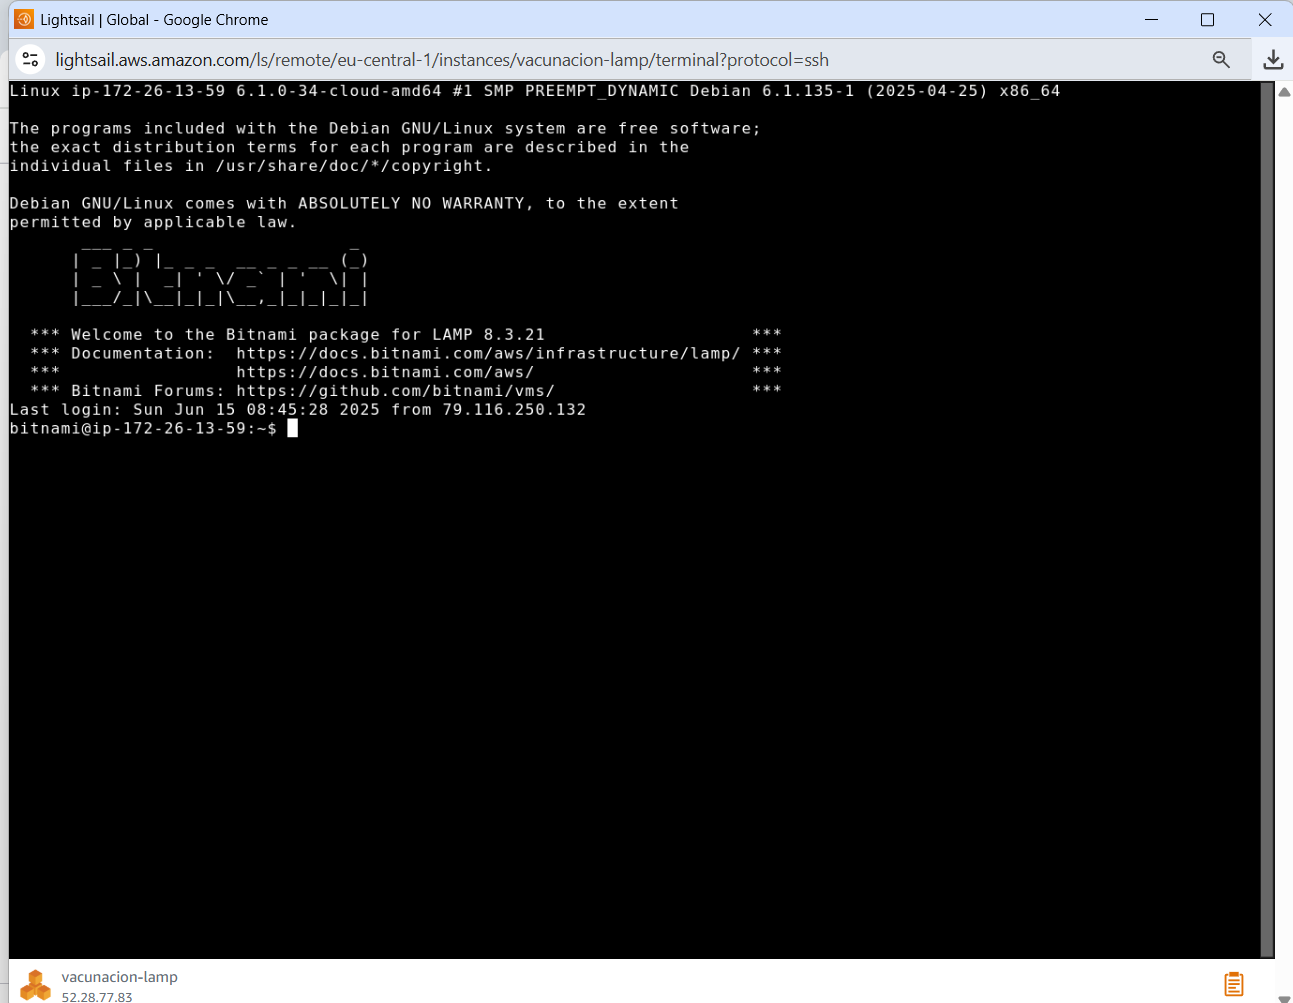 Lightsail | Global - Google Chrome
lightsail.aws.amazon.com/ls/remote/eu-central-1/instances/vacunacion-lamp/terminal?protocol=ssh
Linux ip-172-26-13-59 6.1.0-34-cloud-amd64 #1 SMP PREEMPT_DYNAMIC Debian 6.1.135-1 (2025-04-25) x86_64
The programs included with the Debian GNU/Linux system are free software;
the exact distribution terms for each program are described in the
individual files in /usr/share/doc/*/copyright.
Debian GNU/Linux comes with ABSOLUTELY NO WARRANTY, to the extent
permitted by applicable law.
       ___ _ _                   _
      | _ |_) |_ _ _  __ _ _ __ (_)
      | _ \ |  _| ' \/ _` | '  \| |
      |___/_|\__|_|_|\__,_|_|_|_|_|
*** Welcome to the Bitnami package for LAMP 8.3.21 ***
*** Documentation: https://docs.bitnami.com/aws/infrastructure/lamp/ ***
*** https://docs.bitnami.com/aws/ ***
*** Bitnami Forums: https://github.com/bitnami/vms/ ***
Last login: Sun Jun 15 08:45:28 2025 from 79.116.250.132
bitnami@ip-172-26-13-59:~$
vacunacion-lamp
52.28.77.83